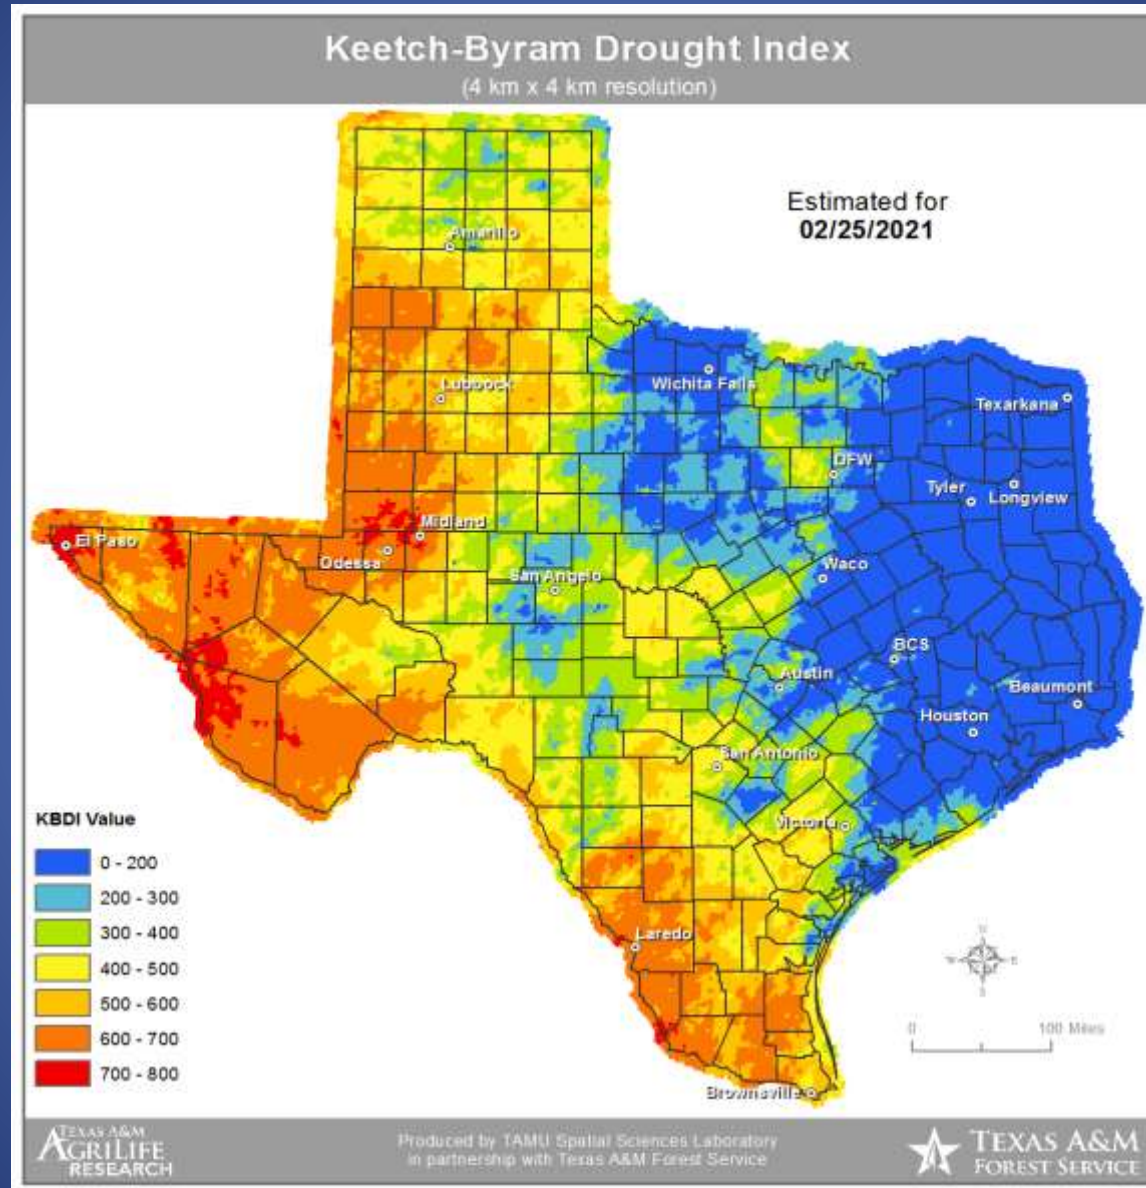 Keetch-Byram Drought Index
(4 km x 4 km resolution)
Estimated for
02/25/2021
Amarillo
Lubbock
Wichita Falls
Texarkana
DFW
Tyler
Longview
Midland
El Paso
Odessa
San Angelo
Waco
BCS
Austin
Beaumont
Houston
San Antonio
Victoria
Laredo
Brownsville
KBDI Value
0 - 200
200 - 300
300 - 400
400 - 500
500 - 600
600 - 700
700 - 800
N
W
E
S
0 100 Miles
TEXAS A&M
AGRILIFE
RESEARCH
Produced by TAMU Spatial Sciences Laboratory
in partnership with Texas A&M Forest Service
TEXAS A&M
FOREST SERVICE